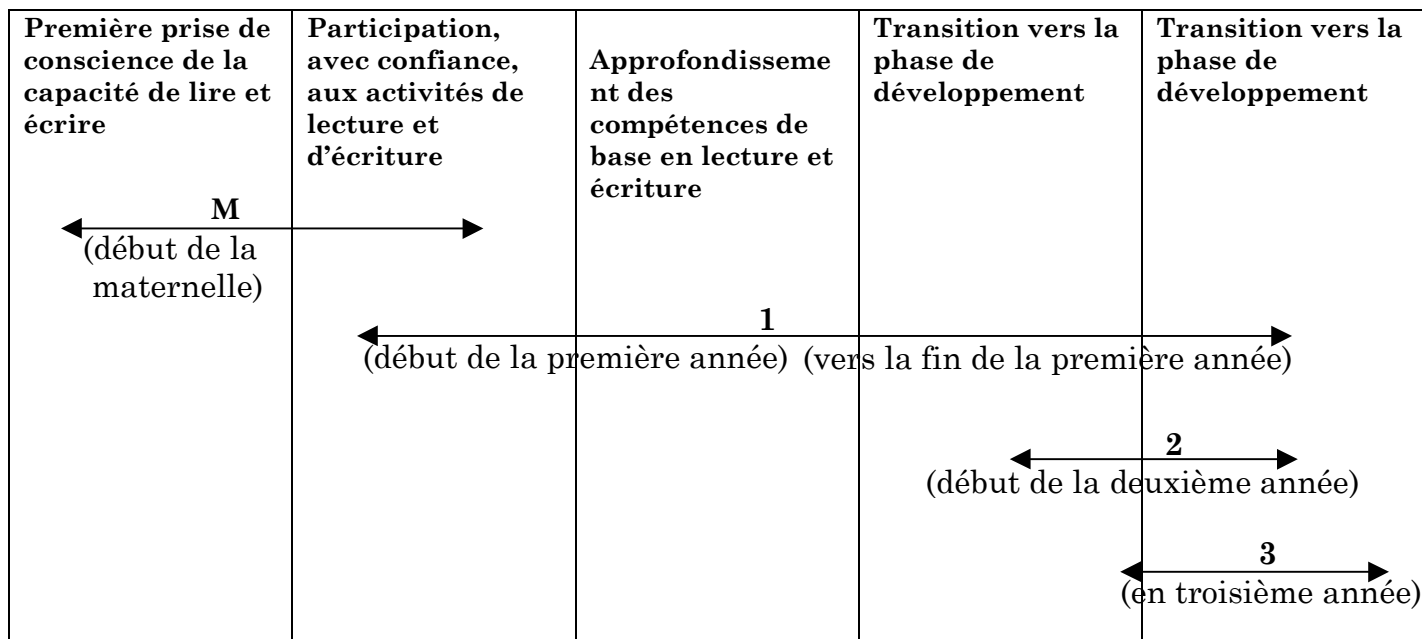 Première prise de
conscience de la
capacité de lire et
écrire
Participation,
avec confiance,
aux activités de
lecture et
d'écriture
Approfondisseme
nt des
compétences de
base en lecture et
écriture
Transition vers la
phase de
développement
Transition vers la
phase de
développement
M
(début de la
maternelle)
1
(début de la première année) (vers la fin de la première année)
2
(début de la deuxième année)
3
(en troisième année)